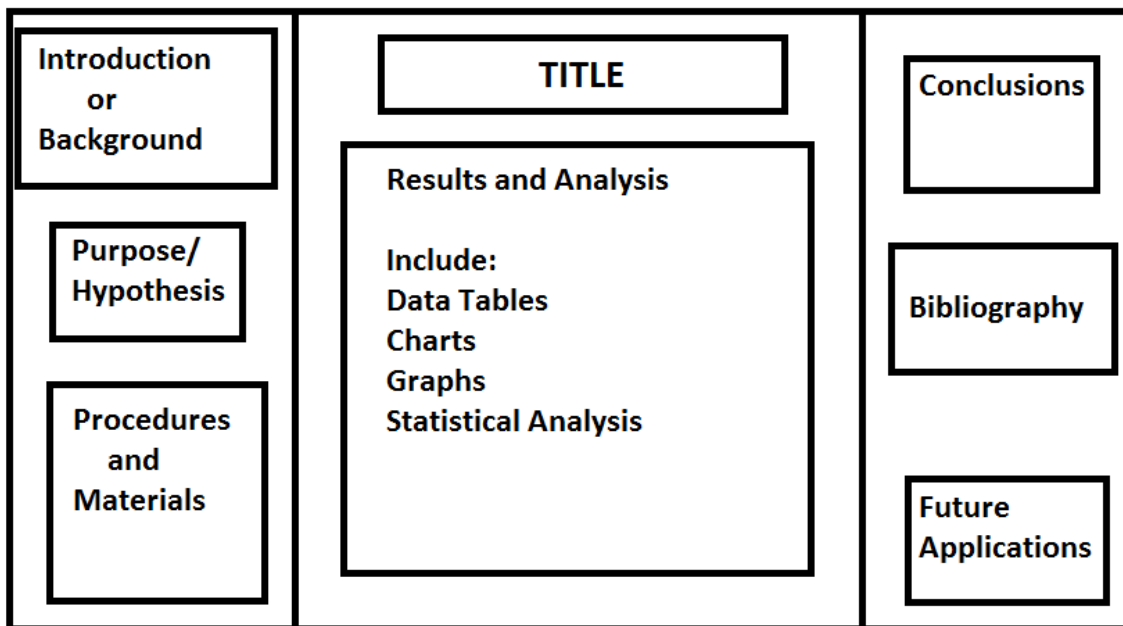 Introduction
or
Background
Purpose/
Hypothesis
Procedures
and
Materials
TITLE
Results and Analysis
Include:
Data Tables
Charts
Graphs
Statistical Analysis
Conclusions
Bibliography
Future
Applications